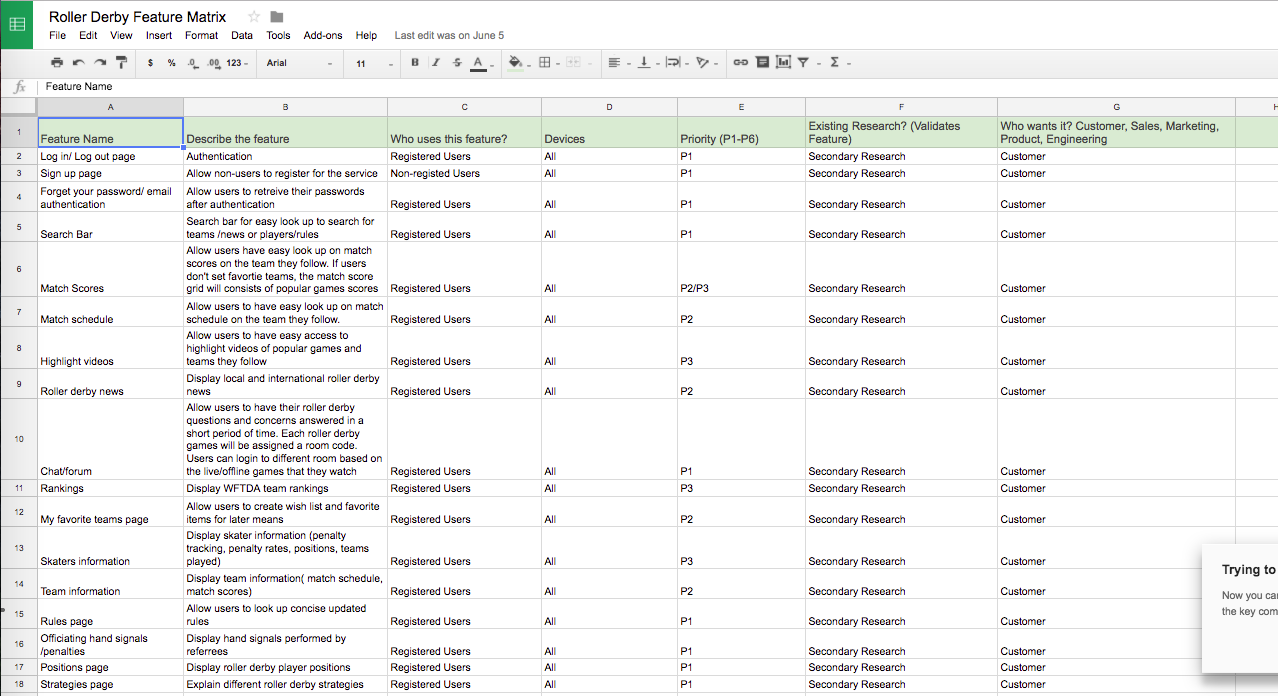 Roller Derby Feature Matrix
File Edit View Insert Format Data Tools Add-ons Help Last edit was on June 5
$ % .0 .00 123 Arial 11 B I S A Σ
fx Feature Name
A B C D E F G H
1 Feature Name Describe the feature Who uses this feature? Devices Priority (P1-P6) Existing Research? (Validates Feature) Who wants it? Customer, Sales, Marketing, Product, Engineering
2 Log in/ Log out page Authentication Registered Users All P1 Secondary Research Customer
3 Sign up page Allow non-users to register for the service Non-registed Users All P1 Secondary Research Customer
4 Forget your password/ email authentication Allow users to retreive their passwords after authentication Registered Users All P1 Secondary Research Customer
5 Search Bar Search bar for easy look up to search for teams /news or players/rules Registered Users All P1 Secondary Research Customer
6 Match Scores Allow users have easy look up on match scores on the team they follow. If users don't set favortie teams, the match score grid will consists of popular games scores Registered Users All P2/P3 Secondary Research Customer
7 Match schedule Allow users to have easy look up on match schedule on the team they follow. Registered Users All P2 Secondary Research Customer
8 Highlight videos Allow users to have easy access to highlight videos of popular games and teams they follow Registered Users All P3 Secondary Research Customer
9 Roller derby news Display local and international roller derby news Registered Users All P2 Secondary Research Customer
10 Chat/forum Allow users to have their roller derby questions and concerns answered in a short period of time. Each roller derby games will be assigned a room code. Users can login to different room based on the live/offline games that they watch Registered Users All P1 Secondary Research Customer
11 Rankings Display WFTDA team rankings Registered Users All P3 Secondary Research Customer
12 My favorite teams page Allow users to create wish list and favorite items for later means Registered Users All P2 Secondary Research Customer
13 Skaters information Display skater information (penalty tracking, penalty rates, positions, teams played) Registered Users All P3 Secondary Research Customer
14 Team information Display team information( match schedule, match scores) Registered Users All P2 Secondary Research Customer
15 Rules page Allow users to look up concise updated rules Registered Users All P1 Secondary Research Customer
16 Officiating hand signals /penalties Display hand signals performed by referrees Registered Users All P1 Secondary Research Customer
17 Positions page Display roller derby player positions Registered Users All P1 Secondary Research Customer
18 Strategies page Explain different roller derby strategies Registered Users All P1 Secondary Research Customer
Trying to
Now you can
the key com